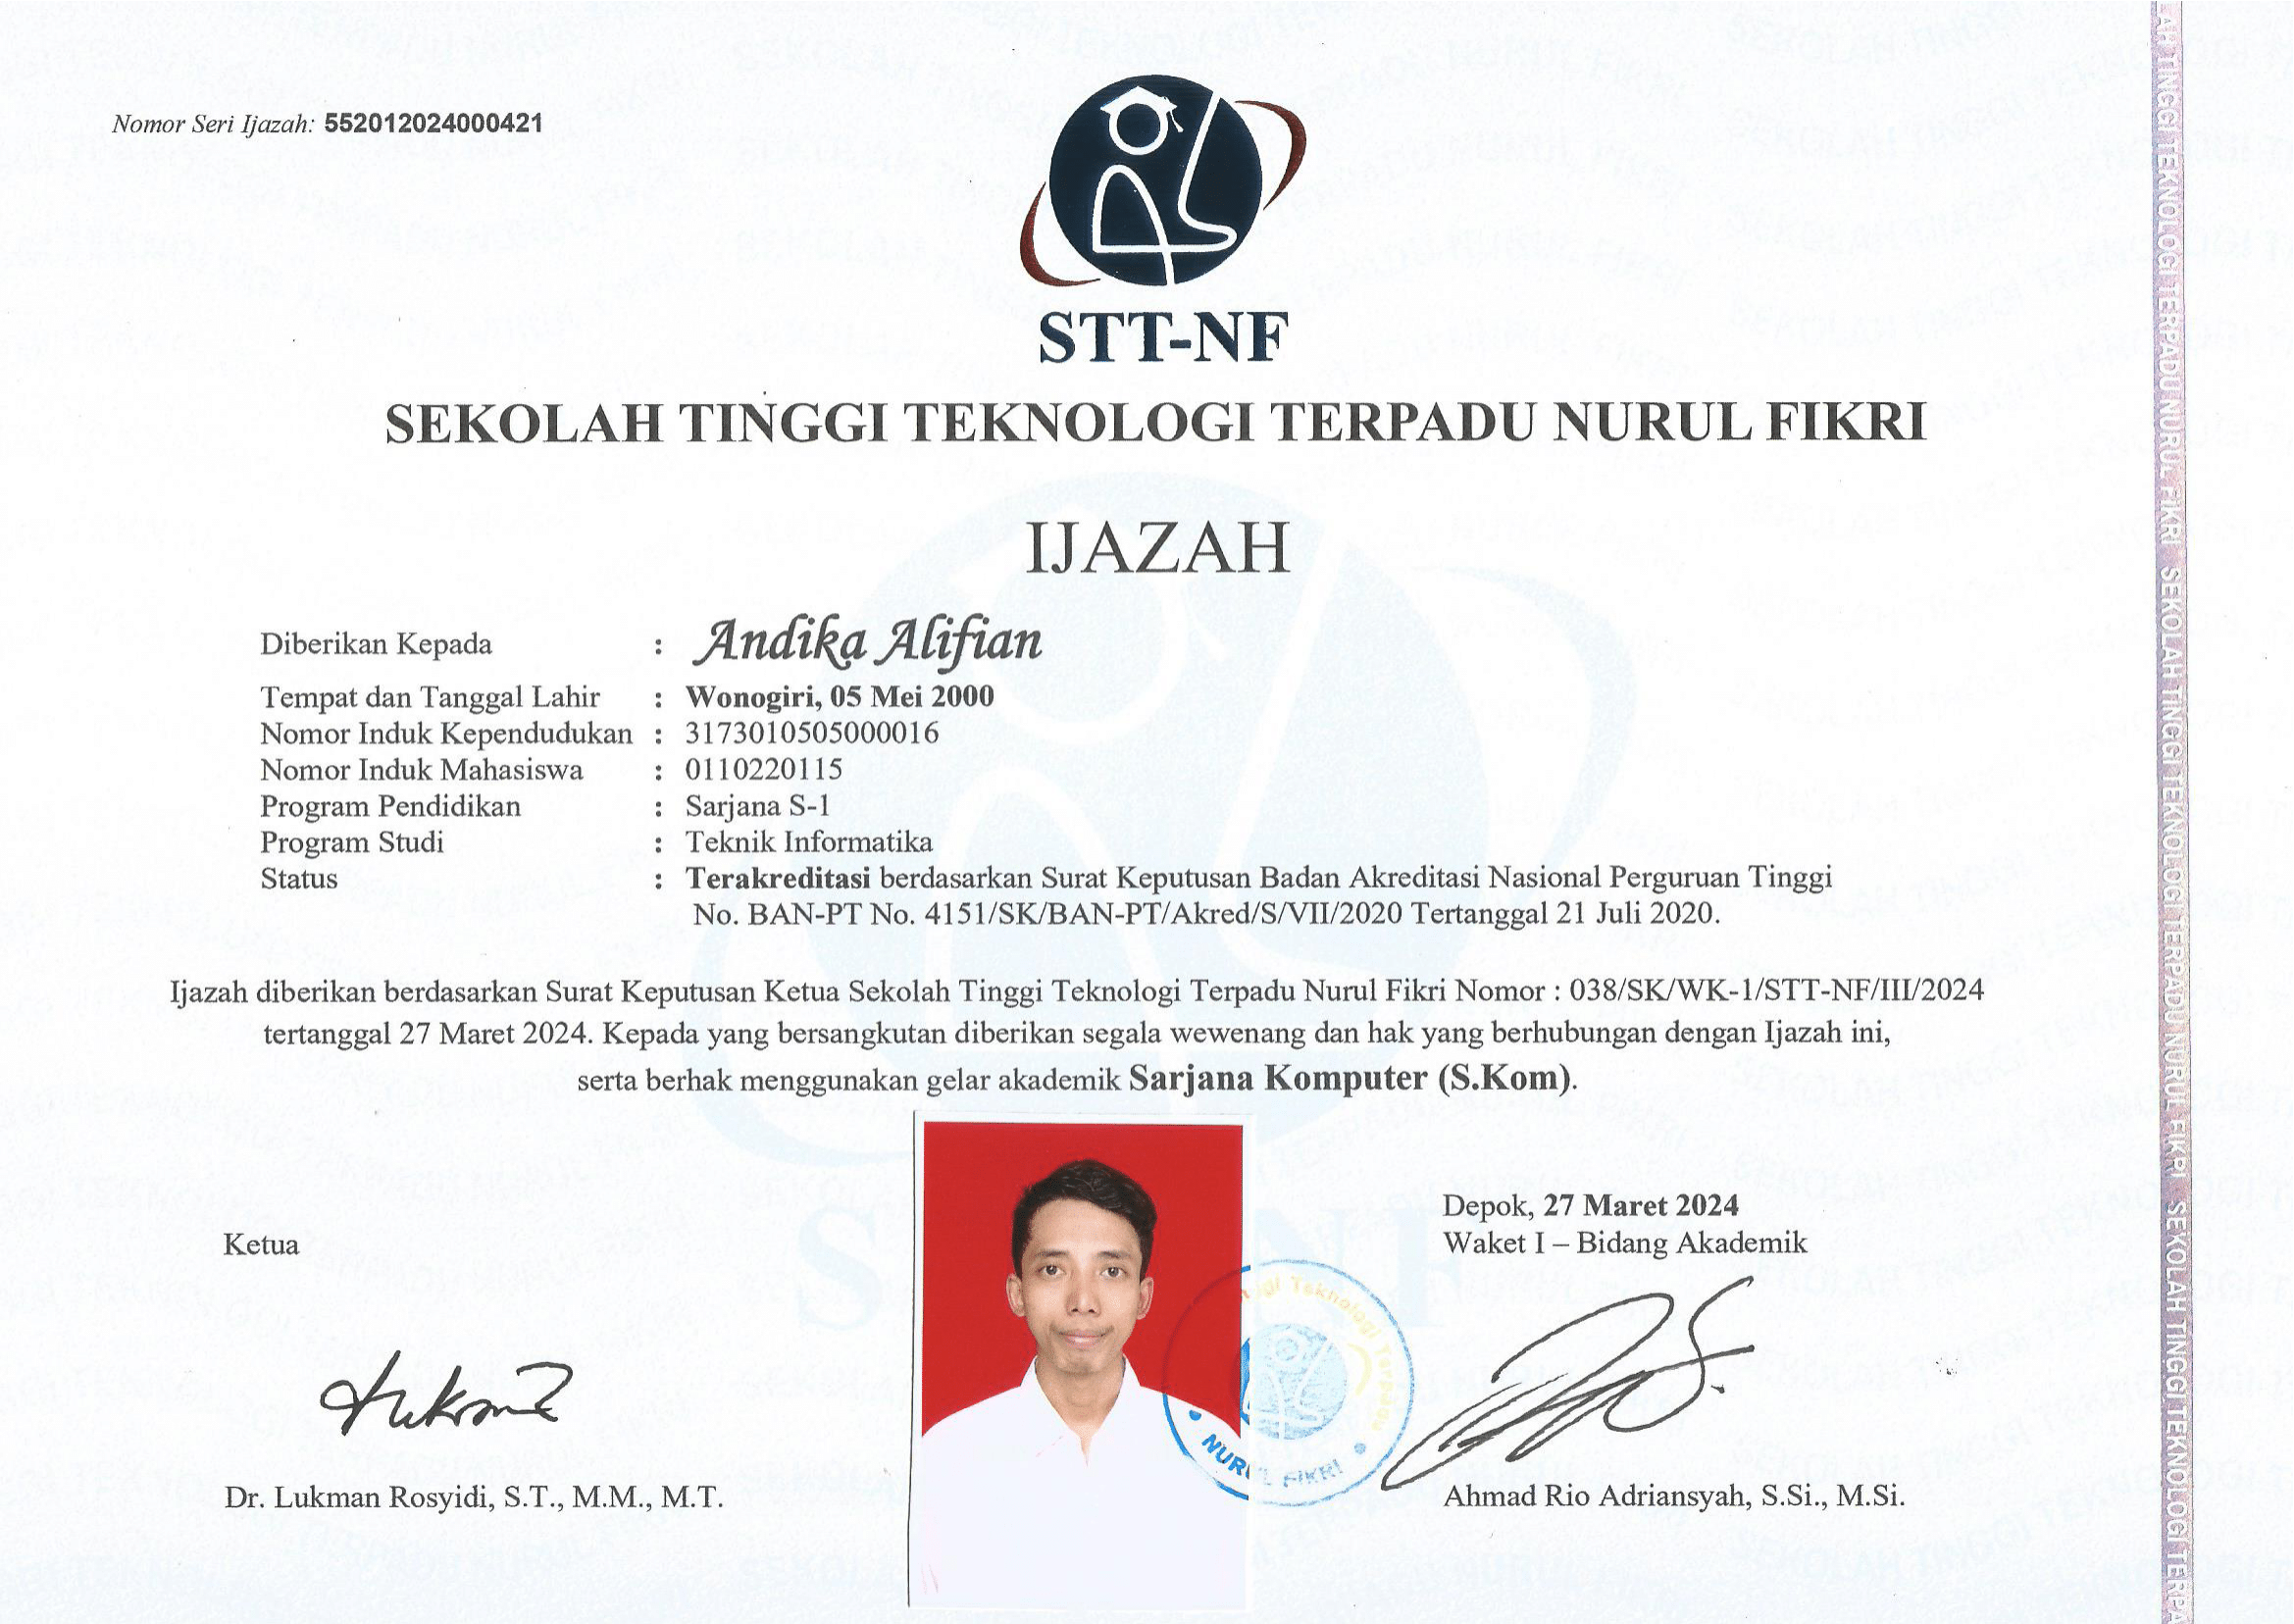 Nomor Seri Ijazah: 552012024000421
STT-NF
SEKOLAH TINGGI TEKNOLOGI TERPADU NURUL FIKRI
IJAZAH
Diberikan Kepada : Andika Alifian
Tempat dan Tanggal Lahir : Wonogiri, 05 Mei 2000
Nomor Induk Kependudukan : 3173010505000016
Nomor Induk Mahasiswa : 0110220115
Program Pendidikan : Sarjana S-1
Program Studi : Teknik Informatika
Status : Terakreditasi berdasarkan Surat Keputusan Badan Akreditasi Nasional Perguruan Tinggi
No. BAN-PT No. 4151/SK/BAN-PT/Akred/S/VII/2020 Tertanggal 21 Juli 2020.
Ijazah diberikan berdasarkan Surat Keputusan Ketua Sekolah Tinggi Teknologi Terpadu Nurul Fikri Nomor : 038/SK/WK-1/STT-NF/III/2024
tertanggal 27 Maret 2024. Kepada yang bersangkutan diberikan segala wewenang dan hak yang berhubungan dengan Ijazah ini,
serta berhak menggunakan gelar akademik Sarjana Komputer (S.Kom).
Depok, 27 Maret 2024
Ketua
Waket I – Bidang Akademik
Teknologi Terpadu
NURUL FIKRI
Dr. Lukman Rosyidi, S.T., M.M., M.T.
Ahmad Rio Adriansyah, S.Si., M.Si.
SEKOLAH TINGGI TEKNOLOGI TERPADU NURUL FIKRI SEKOLAH TINGGI TEKNOLOGI TERPADU NURUL FIKRI